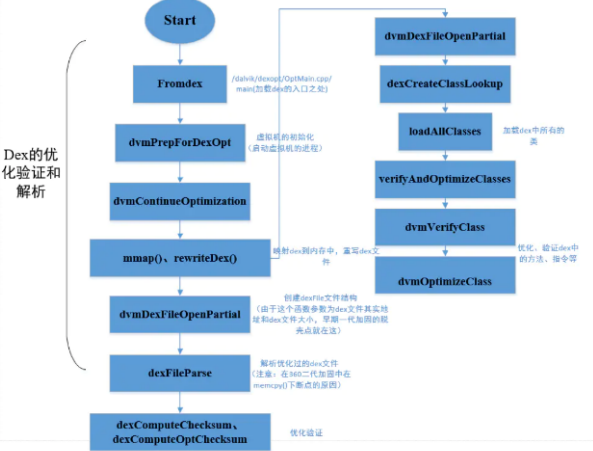 Start
Fromdex
/dalvik/dexopt/OptMain.cpp/
main(加载dex的入口之处)
dvmPrepForDexOpt
虚拟机的初始化
(启动虚拟机的进程)
Dex的优
化验证和
解析
dvmContinueOptimization
mmap()、rewriteDex()
映射dex到内存中，重写dex文
件
dvmDexFileOpenPartial
创建dexFile文件结构
(由于这个函数参数为dex文件其实地
址和dex文件大小，早期一代加固的脱
壳点就在这)
dexFileParse
解析优化过的dex文件
(注意：在360二代加固中在
memcpy()下断点的原因)
dexComputeChecksum、
dexComputeOptChecksum
优化验证
dvmDexFileOpenPartial
dexCreateClassLookup
loadAllClasses
加载dex中所有的
类
verifyAndOptimizeClasses
dvmVerifyClass
优化、验证dex中
的方法、指令等
dvmOptimizeClass